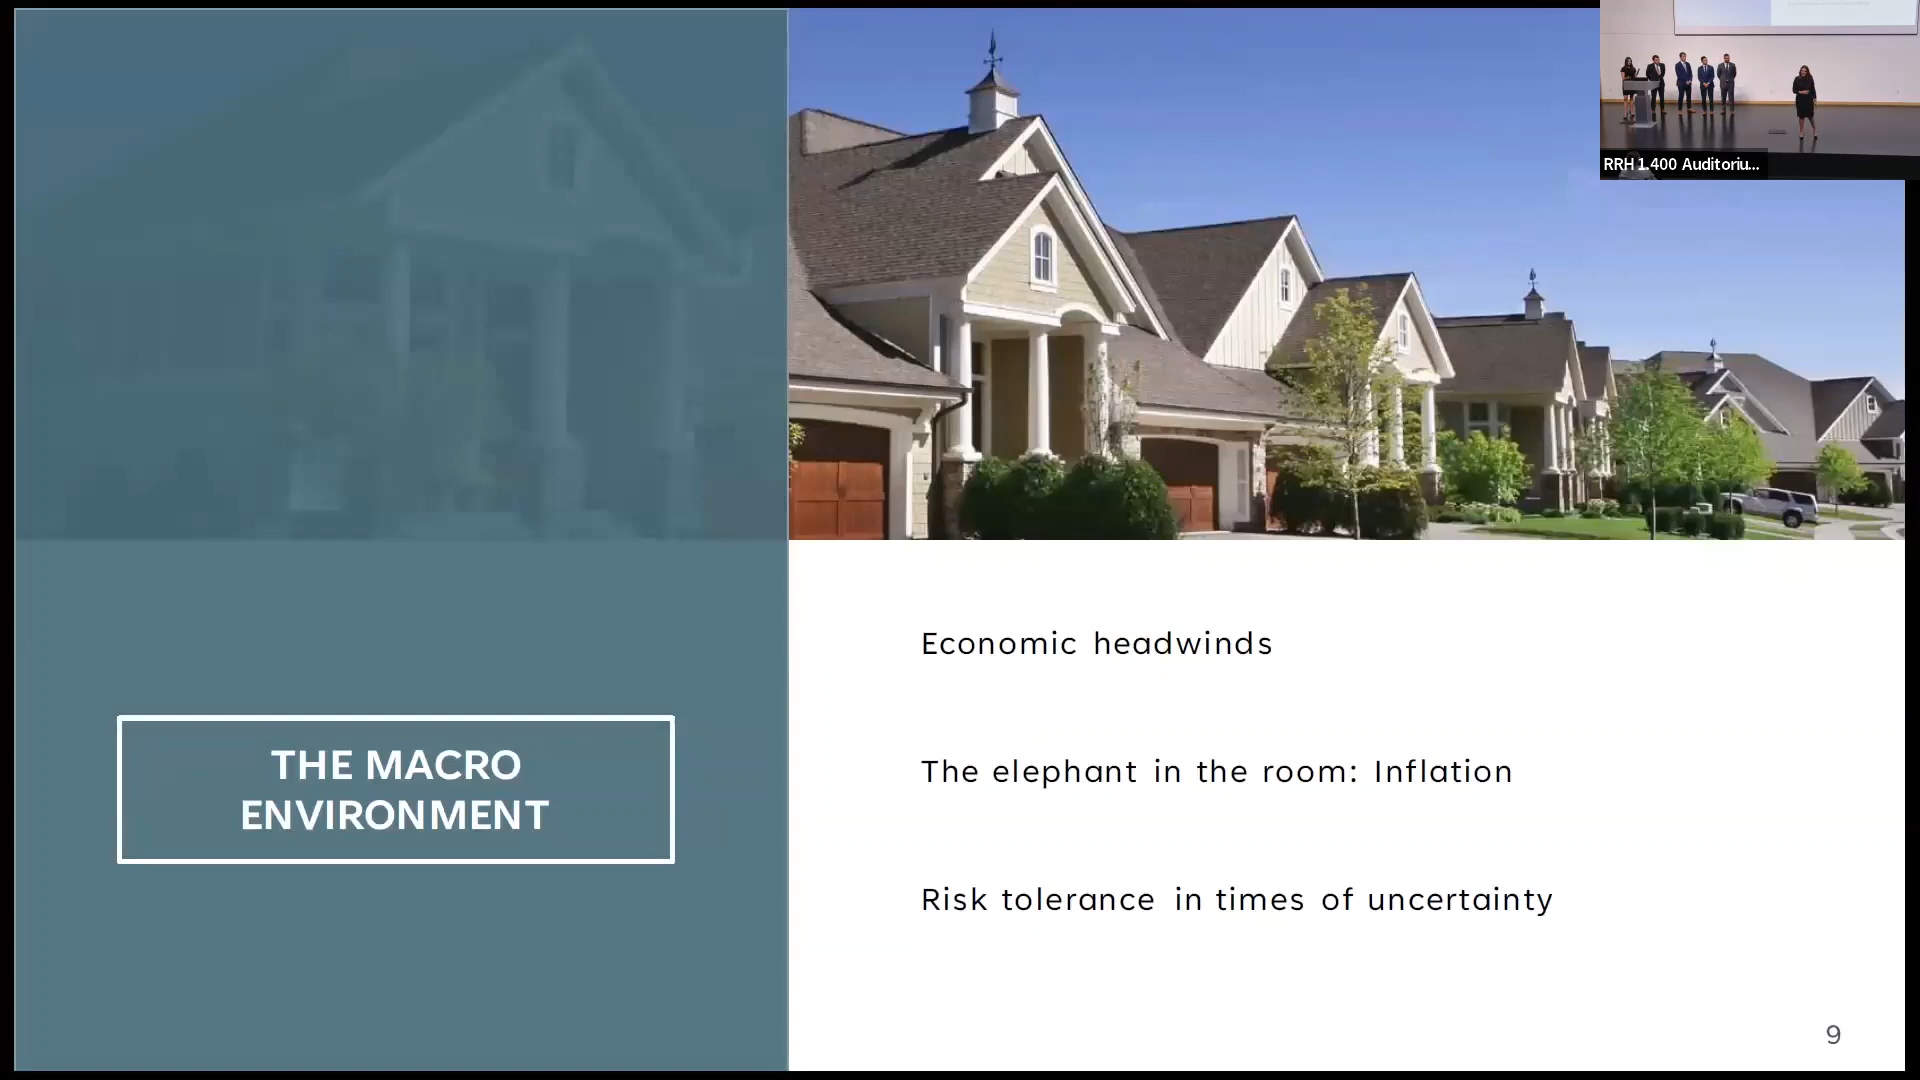 RRH 1.400 Auditoriu...
THE MACRO
ENVIRONMENT
Economic headwinds
The elephant in the room: Inflation
Risk tolerance in times of uncertainty
9